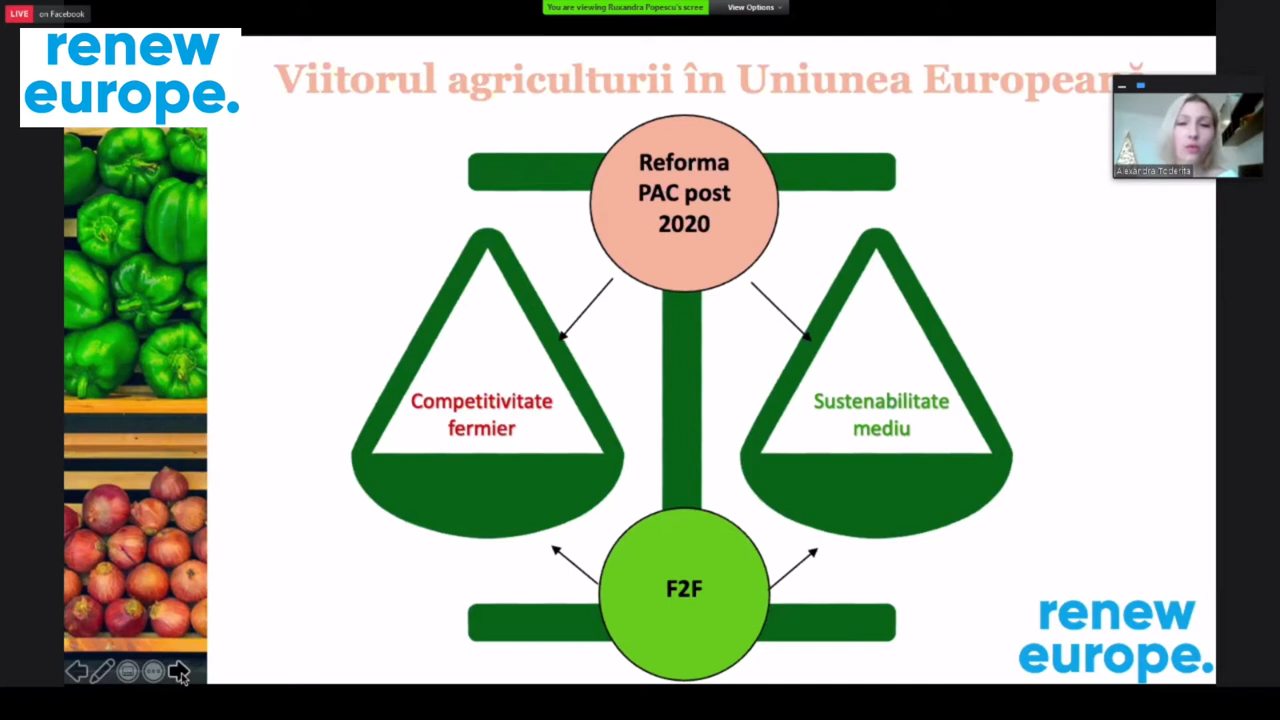 LIVE on Facebook
You are viewing Ruxandra Popescu's scree
View Options
renew
europe.
Viitorul agriculturii în Uniunea Europeană
Alexandra Toderita
Reforma
PAC post
2020
Competitivitate
fermier
Sustenabilitate
mediu
F2F
renew
europe.